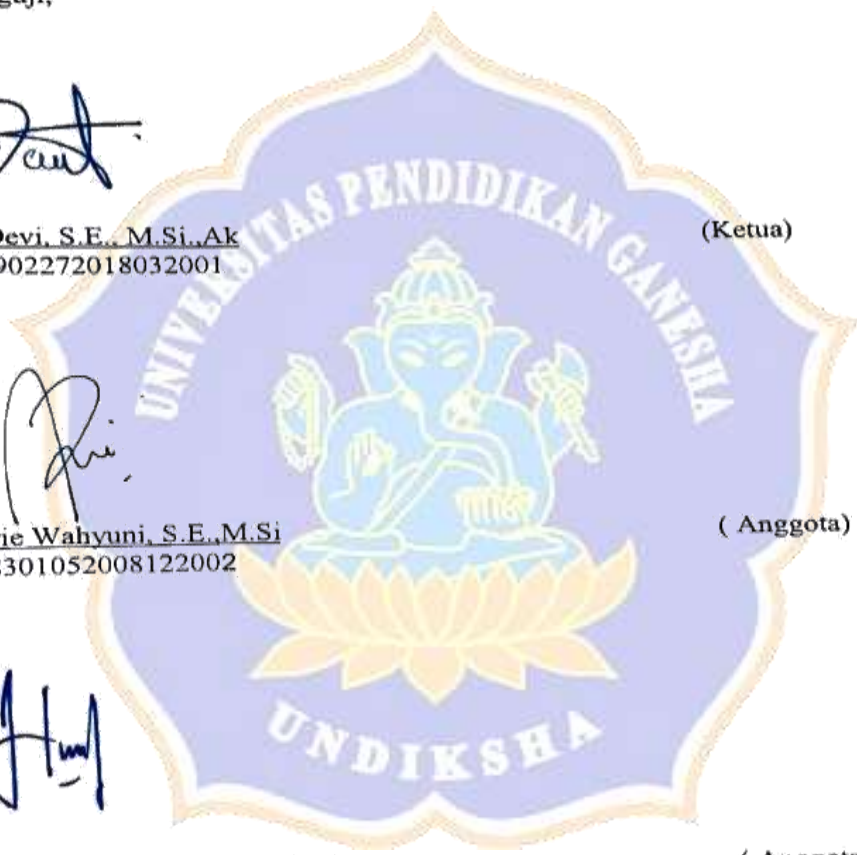 Devi, S.E., M.Si.,Ak
902272018032001
(Ketua)
UNIVERSITAS PENDIDIKAN GANESHA
ie Wahyuni, S.E.,M.Si
301052008122002
( Anggota)
UNDIKSHA